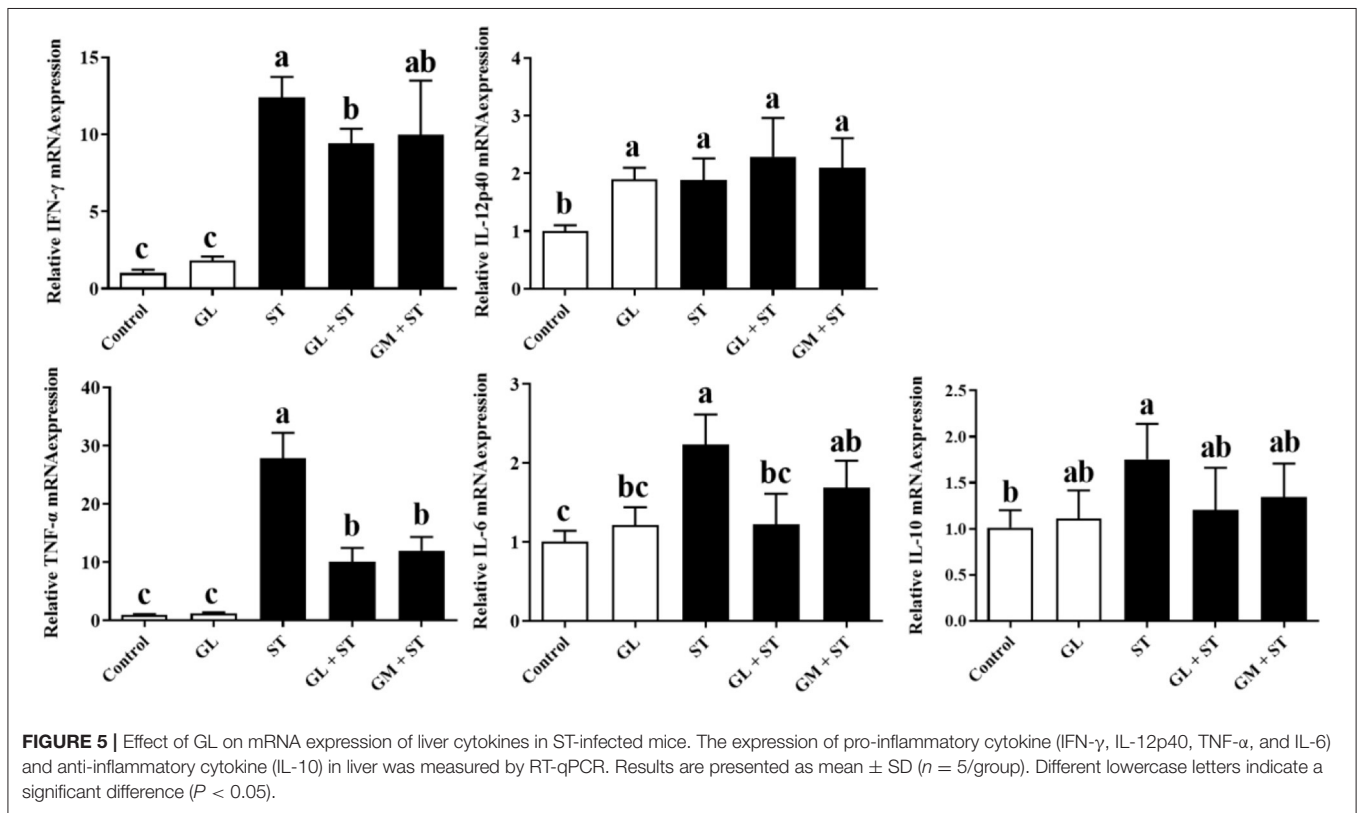 Relative IFN-γ mRNAexpression
15
10
5
0
c
c
a
b
ab
Control
GL
ST
GL + ST
GM + ST
Relative IL-12p40 mRNAexpression
4
3
2
1
0
b
a
a
a
a
Control
GL
ST
GL + ST
GM + ST
Relative TNF-α mRNAexpression
40
30
20
10
0
c
c
a
b
b
Control
GL
ST
GL + ST
GM + ST
Relative IL-6 mRNAexpression
3
2
1
0
c
bc
a
bc
ab
Control
GL
ST
GL + ST
GM + ST
Relative IL-10 mRNAexpression
2.5
2.0
1.5
1.0
0.5
0.0
b
ab
a
ab
ab
Control
GL
ST
GL + ST
GM + ST
FIGURE 5 | Effect of GL on mRNA expression of liver cytokines in ST-infected mice. The expression of pro-inflammatory cytokine (IFN-γ, IL-12p40, TNF-α, and IL-6)
and anti-inflammatory cytokine (IL-10) in liver was measured by RT-qPCR. Results are presented as mean ± SD (n = 5/group). Different lowercase letters indicate a
significant difference (P < 0.05).